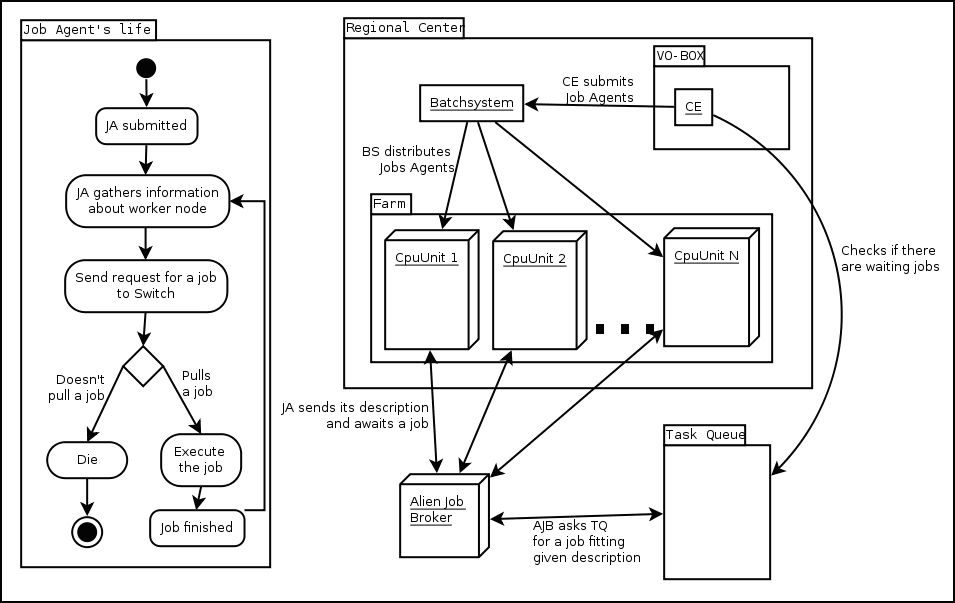 Job Agent's life
JA submitted
JA gathers information
about worker node
Send request for a job
to Switch
Doesn't
pull a job
Pulls
a job
Die
Execute
the job
Job finished
Regional Center
VO-BOX
CE
CE submits
Job Agents
Batchsystem
BS distributes
Jobs Agents
Farm
CpuUnit 1
CpuUnit 2
CpuUnit N
Checks if there
are waiting jobs
JA sends its description
and awaits a job
Alien Job
Broker
AJB asks TQ
for a job fitting
given description
Task Queue